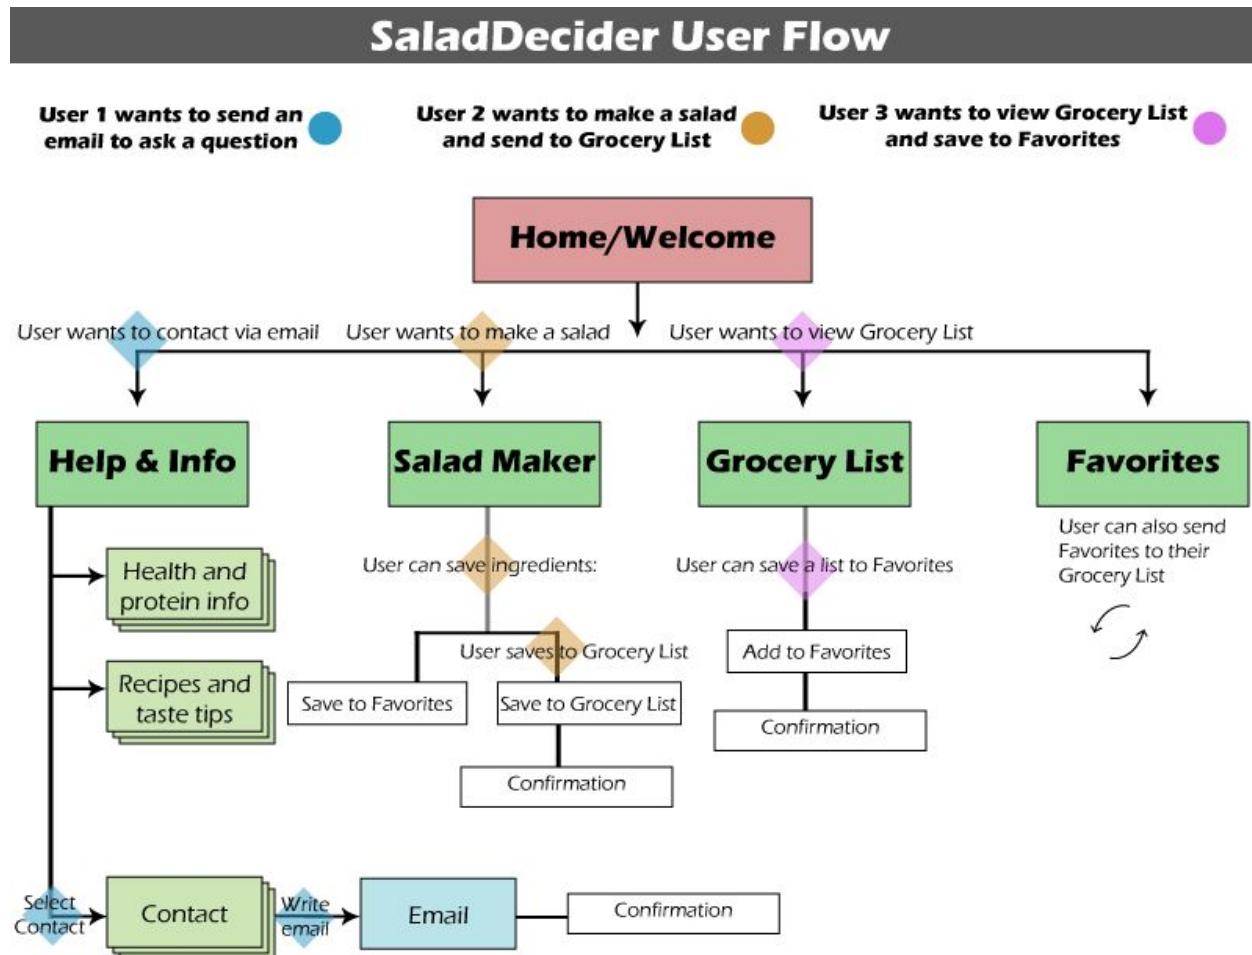 SaladDecider User Flow
User 1 wants to send an
email to ask a question
User 2 wants to make a salad
and send to Grocery List
User 3 wants to view Grocery List
and save to Favorites
Home/Welcome
User wants to contact via email
User wants to make a salad
User wants to view Grocery List
Help & Info
Salad Maker
Grocery List
Favorites
User can also send
Favorites to their
Grocery List
Health and
protein info
User can save ingredients:
User can save a list to Favorites
User saves to Grocery List
Add to Favorites
Recipes and
taste tips
Save to Favorites
Save to Grocery List
Confirmation
Confirmation
Select
Contact
Contact
Write
email
Email
Confirmation